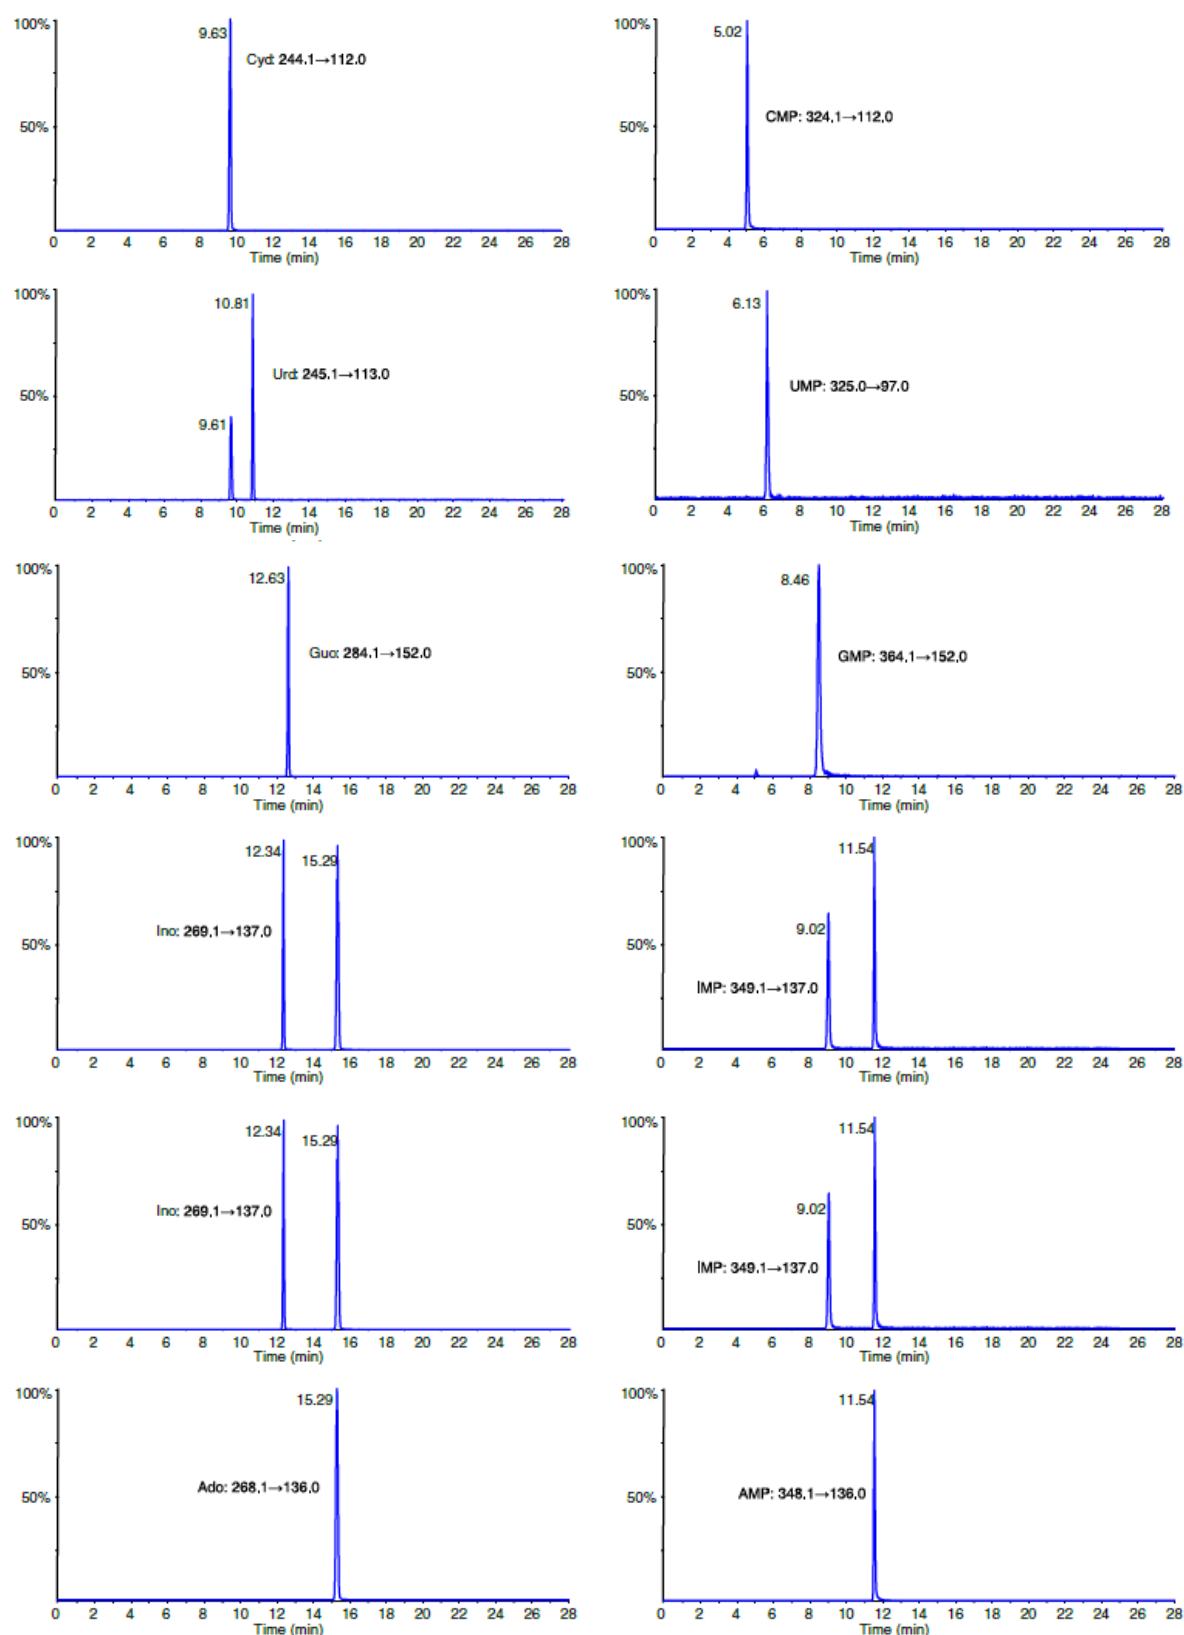 100%
9.63
Cyd: 244.1→112.0
50%
0 2 4 6 8 10 12 14 16 18 20 22 24 26 28
Time (min)
100%
5.02
CMP: 324.1→112.0
50%
0 2 4 6 8 10 12 14 16 18 20 22 24 26 28
Time (min)
100%
10.81
Urd: 245.1→113.0
50%
9.61
0 2 4 6 8 10 12 14 16 18 20 22 24 26 28
Time (min)
100%
6.13
UMP: 325.0→97.0
50%
0 2 4 6 8 10 12 14 16 18 20 22 24 26 28
Time (min)
100%
12.63
Guo: 284.1→152.0
50%
0 2 4 6 8 10 12 14 16 18 20 22 24 26 28
Time (min)
100%
8.46
GMP: 364.1→152.0
50%
0 2 4 6 8 10 12 14 16 18 20 22 24 26 28
Time (min)
100%
12.34
15.29
Ino: 269.1→137.0
50%
0 2 4 6 8 10 12 14 16 18 20 22 24 26 28
Time (min)
100%
11.54
9.02
50%
IMP: 349.1→137.0
0 2 4 6 8 10 12 14 16 18 20 22 24 26 28
Time (min)
100%
12.34
15.29
Ino: 269.1→137.0
50%
0 2 4 6 8 10 12 14 16 18 20 22 24 26 28
Time (min)
100%
11.54
9.02
50%
IMP: 349.1→137.0
0 2 4 6 8 10 12 14 16 18 20 22 24 26 28
Time (min)
100%
15.29
Ado: 268.1→136.0
50%
0 2 4 6 8 10 12 14 16 18 20 22 24 26 28
Time (min)
100%
11.54
AMP: 348.1→136.0
50%
0 2 4 6 8 10 12 14 16 18 20 22 24 26 28
Time (min)